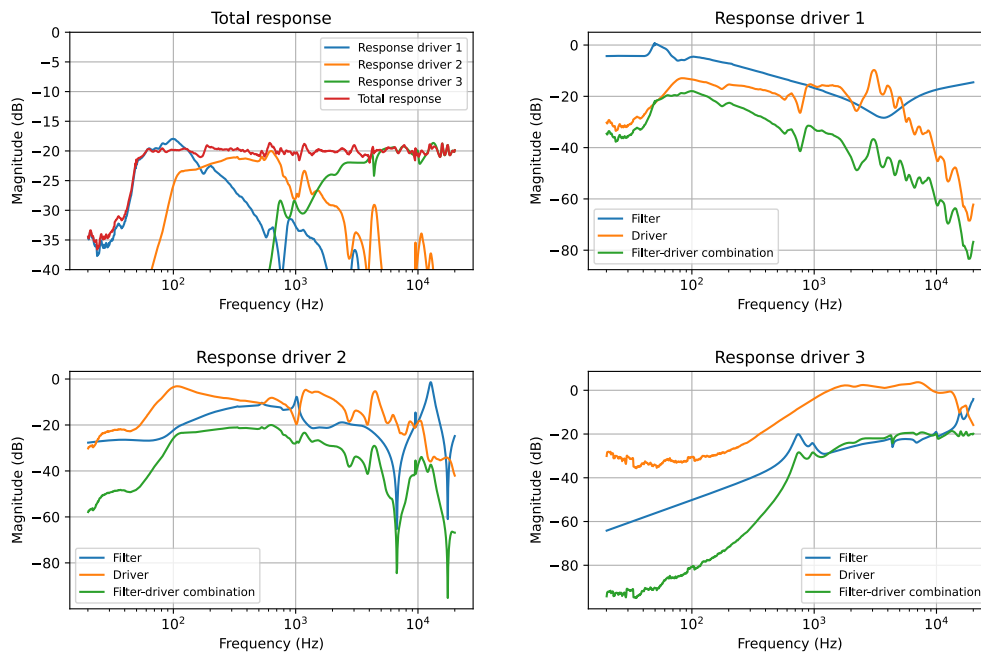 Total response
Magnitude (dB)
0
−5
−10
−15
−20
−25
−30
−35
−40
Response driver 1
Response driver 2
Response driver 3
Total response
10²
10³
10⁴
Frequency (Hz)
Response driver 1
Magnitude (dB)
0
−20
−40
−60
−80
Filter
Driver
Filter-driver combination
10²
10³
10⁴
Frequency (Hz)
Response driver 2
Magnitude (dB)
0
−20
−40
−60
−80
Filter
Driver
Filter-driver combination
10²
10³
10⁴
Frequency (Hz)
Response driver 3
Magnitude (dB)
0
−20
−40
−60
−80
Filter
Driver
Filter-driver combination
10²
10³
10⁴
Frequency (Hz)